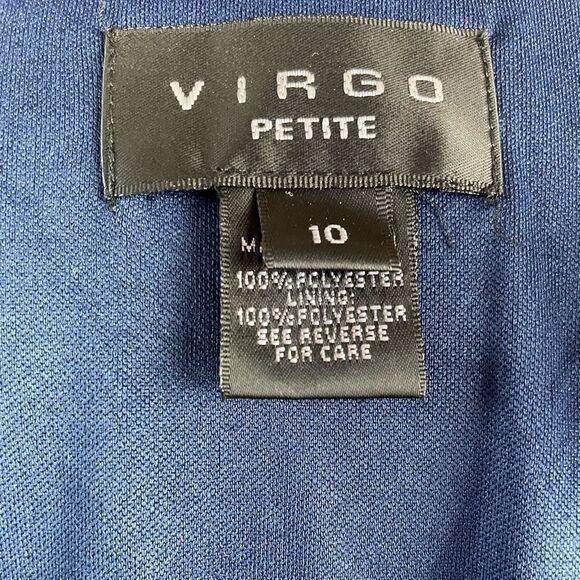 VIRGO
PETITE
10
M
100% POLYESTER
LINING:
100% POLYESTER
SEE REVERSE
FOR CARE